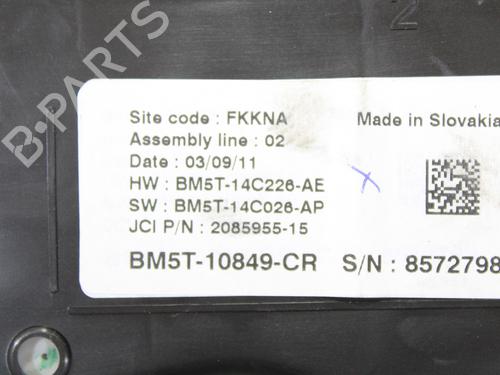 2
Site code : FKKNA
Made in Slovakia
Assembly line : 02
Date : 03/09/11
HW : BM5T-14C226-AE
SW : BM5T-14C026-AP
JCI P/N : 2085955-15
BM5T-10849-CR S/N : 8572798
B-PARTS